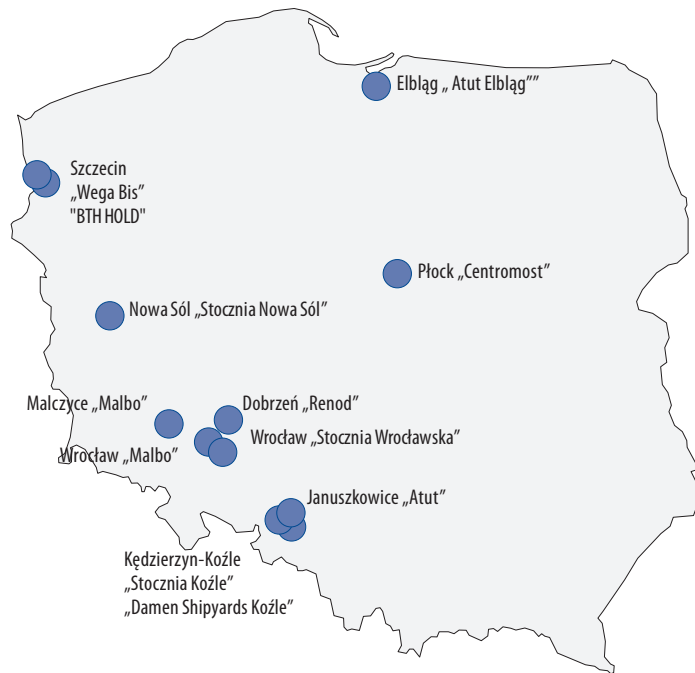 Elbląg „ Atut Elbląg””
Szczecin
„Wega Bis”
"BTH HOLD"
Płock „Centromost”
Nowa Sól „Stocznia Nowa Sól”
Malczyce „Malbo”
Dobrzeń „Renod”
Wrocław „Stocznia Wrocławska”
Wrocław „Malbo”
Januszkowice „Atut”
Kędzierzyn-Koźle
„Stocznia Koźle”
„Damen Shipyards Koźle”